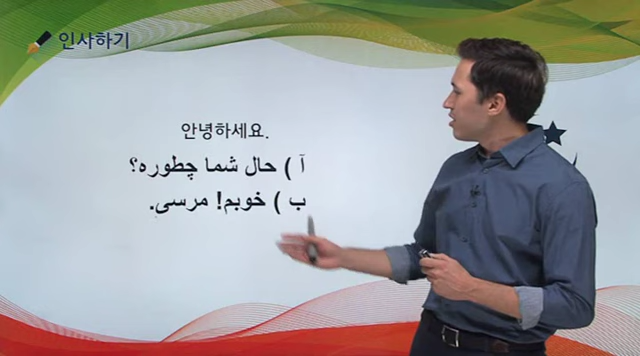 인사하기
안녕하세요.
آ ) حال شما چطوره؟
ب ) خوبم! مرسی.